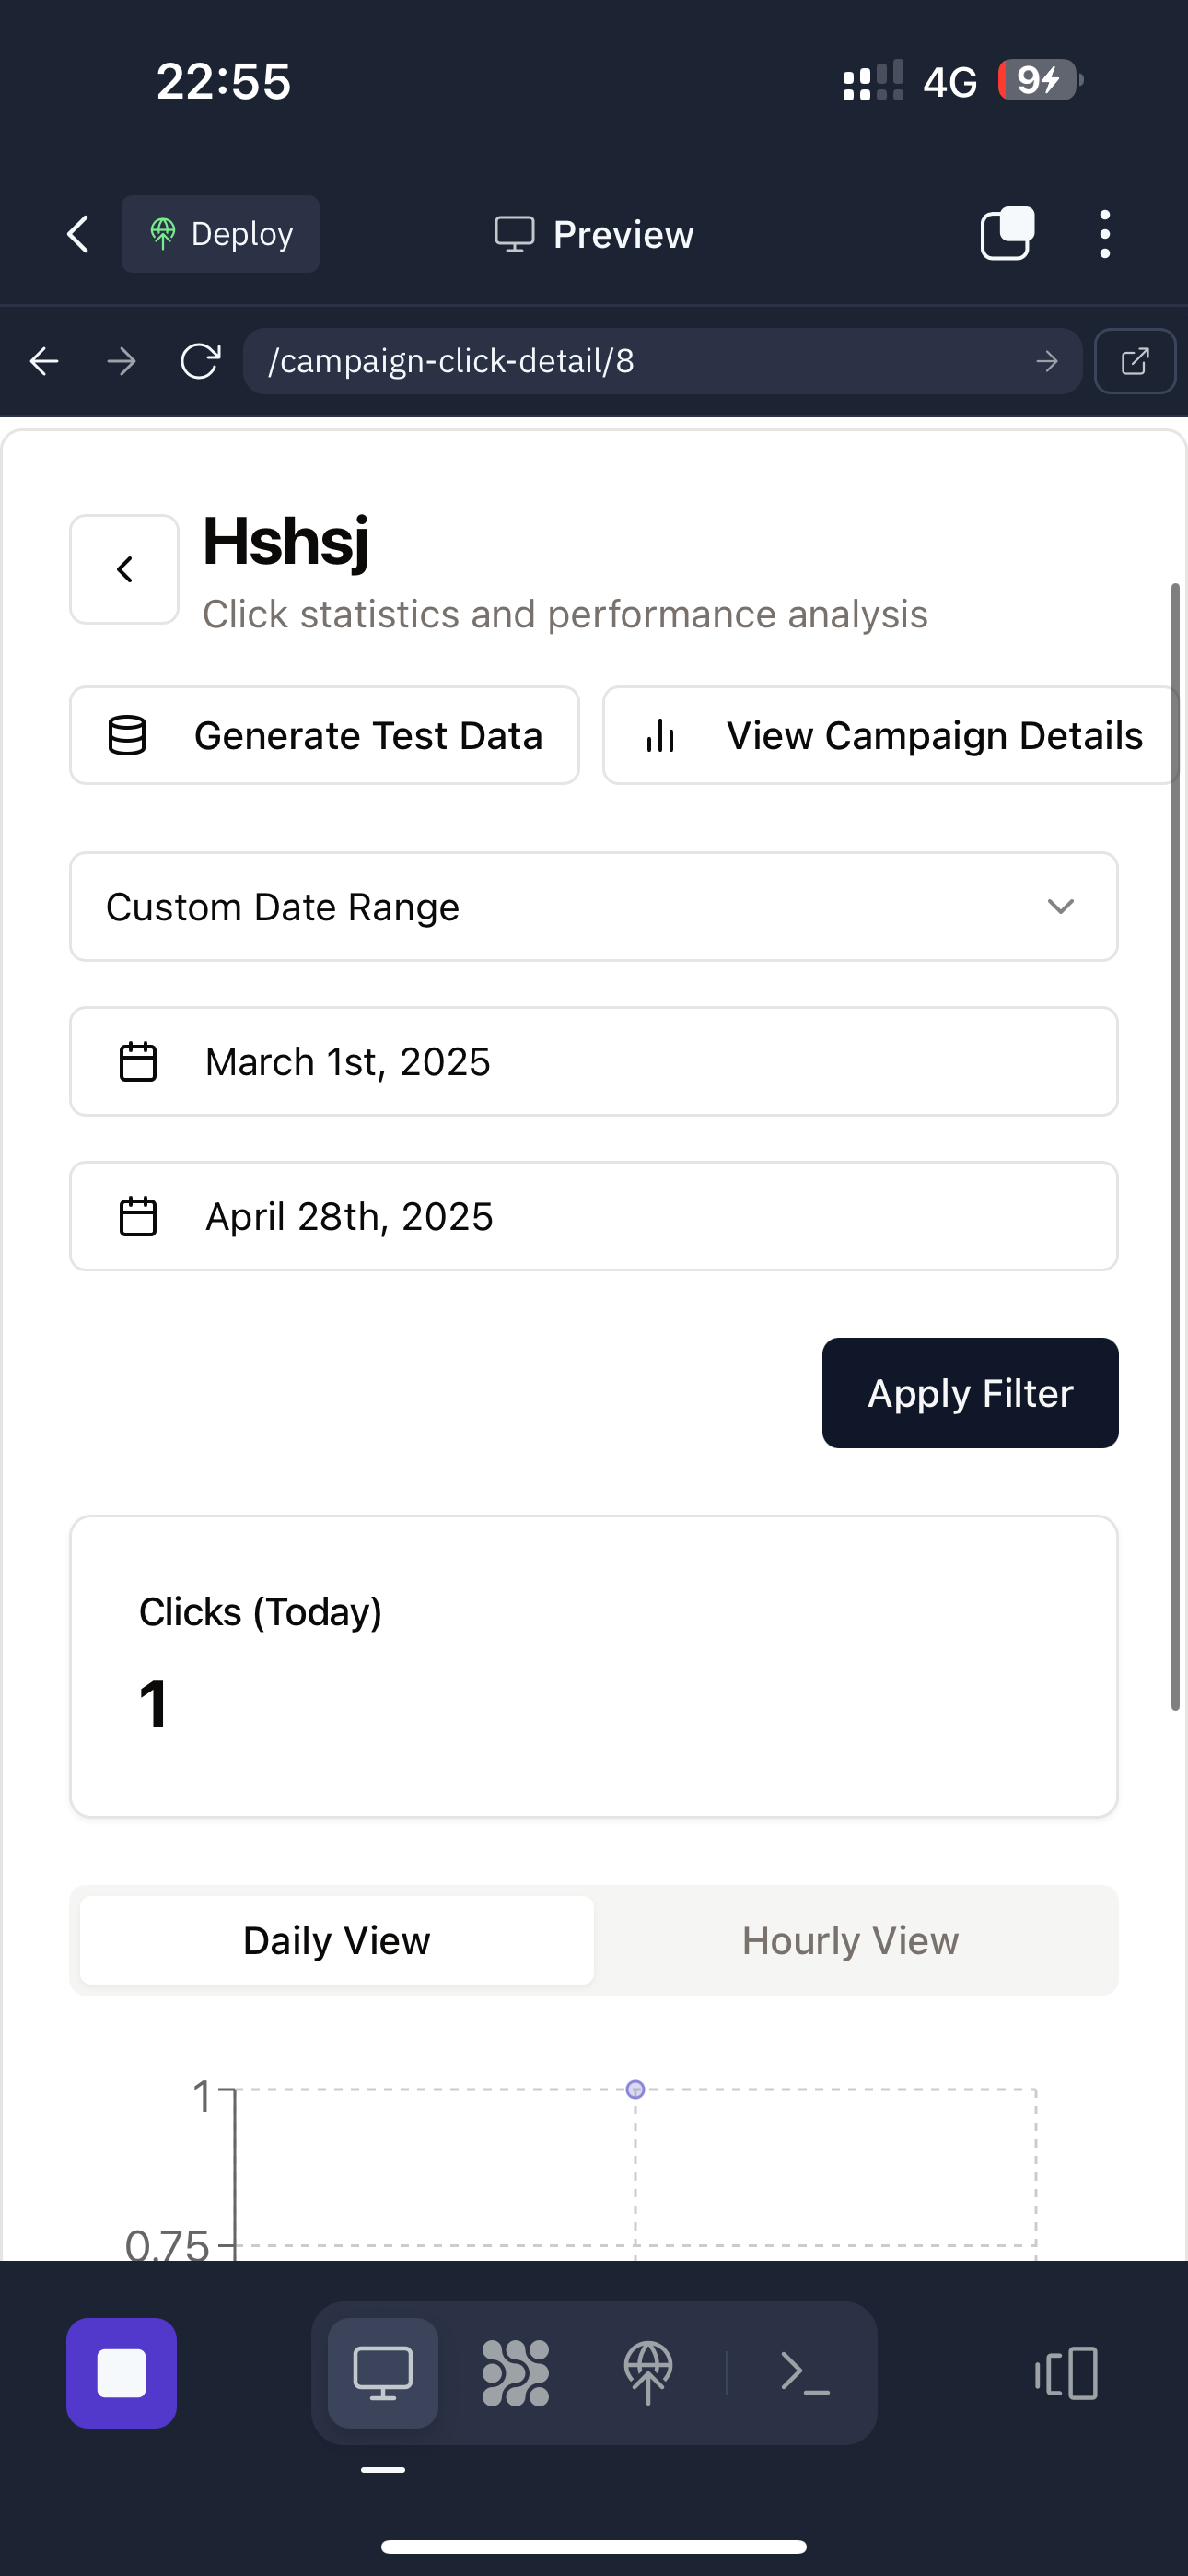 22:55
4G
9
Deploy
Preview
/campaign-click-detail/8
Hshsj
Click statistics and performance analysis
Generate Test Data
View Campaign Details
Custom Date Range
March 1st, 2025
April 28th, 2025
Apply Filter
Clicks (Today)
1
Daily View
Hourly View
1
0.75